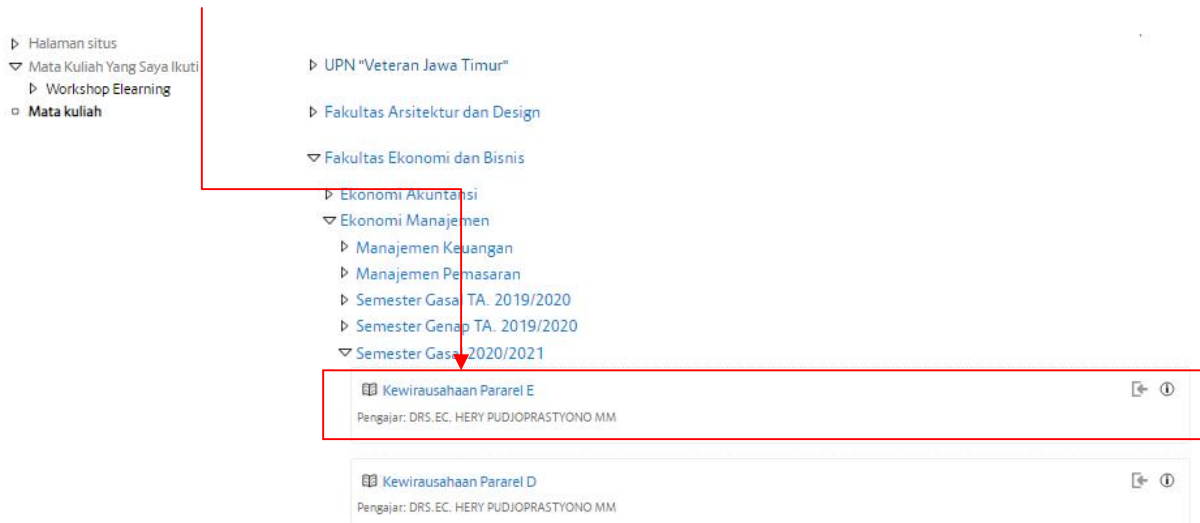 Halaman situs
Mata Kuliah Yang Saya Ikuti
Workshop Elearning
Mata kuliah
UPN "Veteran Jawa Timur"
Fakultas Arsitektur dan Design
Fakultas Ekonomi dan Bisnis
Ekonomi Akuntansi
Ekonomi Manajemen
Manajemen Keuangan
Manajemen Pemasaran
Semester Gasal TA. 2019/2020
Semester Genap TA. 2019/2020
Semester Gasal 2020/2021
Kewirausahaan Pararel E
Pengajar: DRS.EC. HERY PUDJOPRASTYONO MM
Kewirausahaan Pararel D
Pengajar: DRS.EC. HERY PUDJOPRASTYONO MM